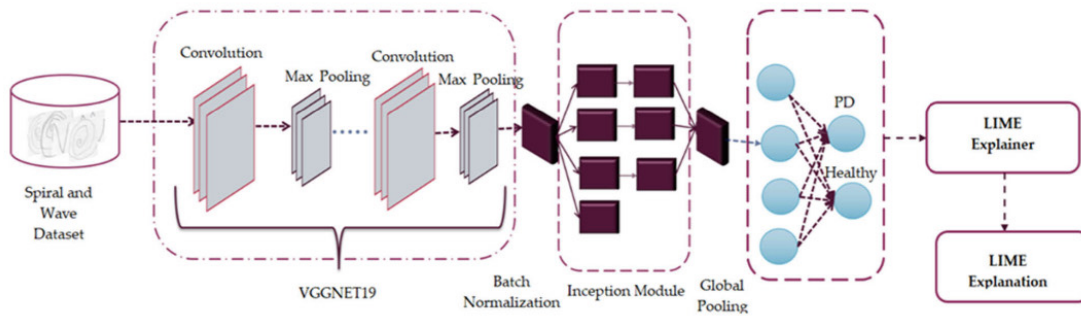 Spiral and
Wave
Dataset
Convolution
Max Pooling
Convolution
Max Pooling
VGGNET19
Batch
Normalization
Inception Module
Global
Pooling
PD
Healthy
LIME
Explainer
LIME
Explanation